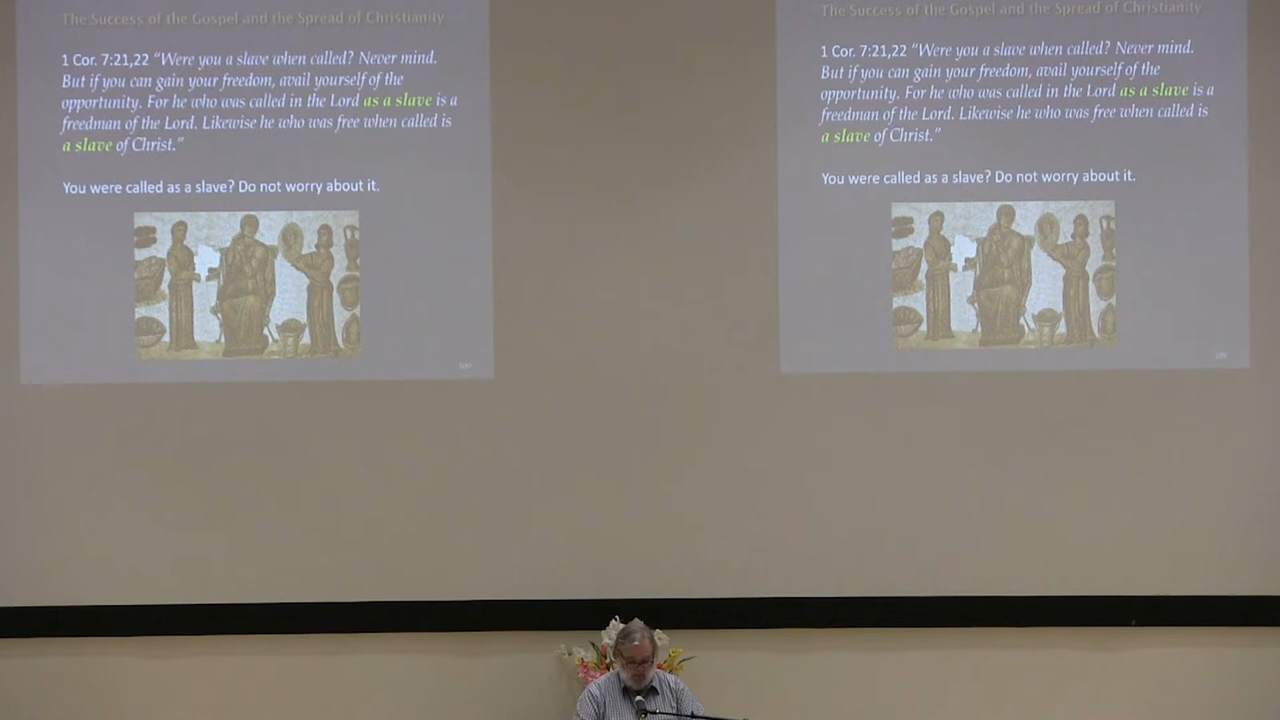 The Success of the Gospel and the Spread of Christianity
1 Cor. 7:21,22 “Were you a slave when called? Never mind.
But if you can gain your freedom, avail yourself of the
opportunity. For he who was called in the Lord as a slave is a
freedman of the Lord. Likewise he who was free when called is
a slave of Christ.”
You were called as a slave? Do not worry about it.
The Success of the Gospel and the Spread of Christianity
1 Cor. 7:21,22 “Were you a slave when called? Never mind.
But if you can gain your freedom, avail yourself of the
opportunity. For he who was called in the Lord as a slave is a
freedman of the Lord. Likewise he who was free when called is
a slave of Christ.”
You were called as a slave? Do not worry about it.